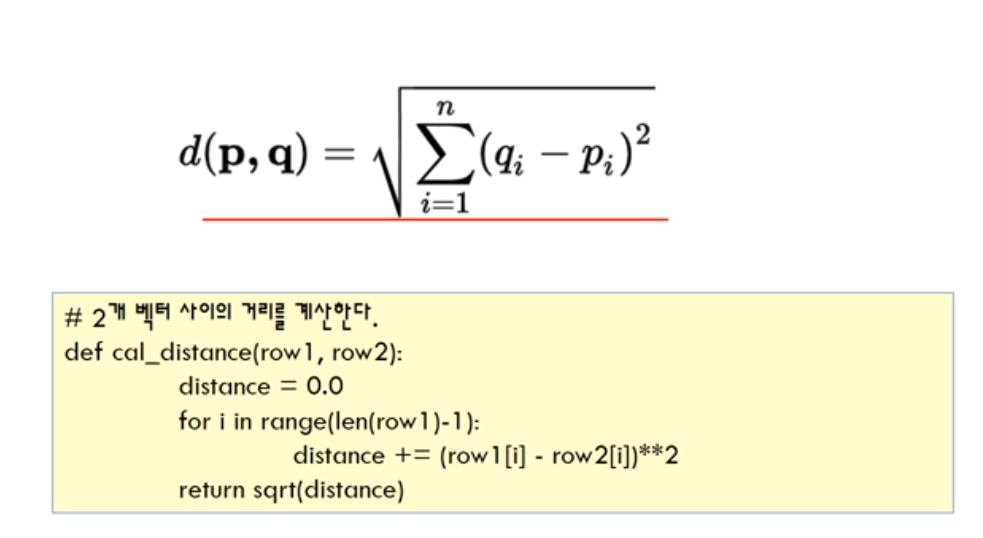 d(p, q) = √∑_{i=1}^{n} (q_i − p_i)²
# 2개 벡터 사이의 거리를 계산한다.
def cal_distance(row1, row2):
distance = 0.0
for i in range(len(row1)-1):
distance += (row1[i] - row2[i])**2
return sqrt(distance)